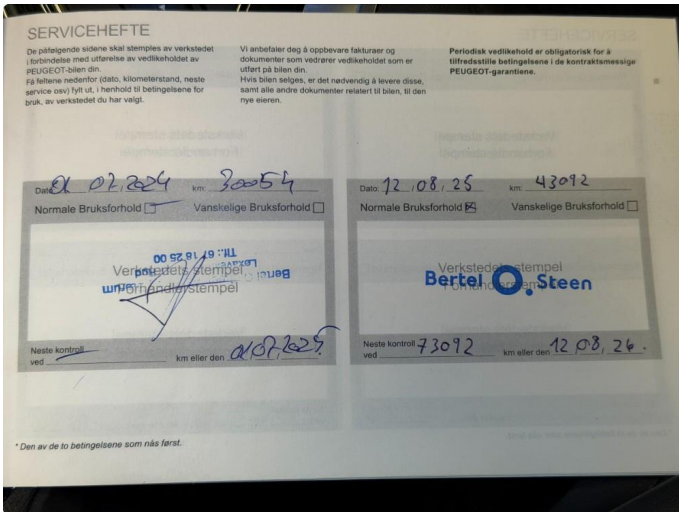 SERVICEHEFTE
De påfølgende sidene skal stemples av verkstedet
i forbindelse med utførelse av vedlikeholdet av
PEUGEOT-bilen din.
Få feltene nedenfor (dato, kilometerstand, neste
service osv) fylt ut, i henhold til betingelsene for
bruk, av verkstedet du har valgt.
Vi anbefaler deg å oppbevare fakturaer og
dokumenter som vedrører vedlikeholdet som er
utført på bilen din.
Hvis bilen selges, er det nødvendig å levere disse,
samt alle andre dokumenter relatert til bilen, til den
nye eieren.
Periodisk vedlikehold er obligatorisk for å
tilfredsstille betingelsene i de kontraktsmessige
PEUGEOT-garantiene.
Dato: 01.07.2024 km: 30054
Normale Bruksforhold Vanskelige Bruksforhold
Tlf.: 67 18 25 00
Bertel
Verkstedets stempel
Forhandlerstempel
Neste kontroll
ved km eller den 01.07.2025.
Dato: 12.08.25 km: 43092
Normale Bruksforhold Vanskelige Bruksforhold
Verkstedets stempel
Bertel O. Steen
Forhandlerstempel
Neste kontroll
ved 73092 km eller den 12.08.26.
* Den av de to betingelsene som nås først.